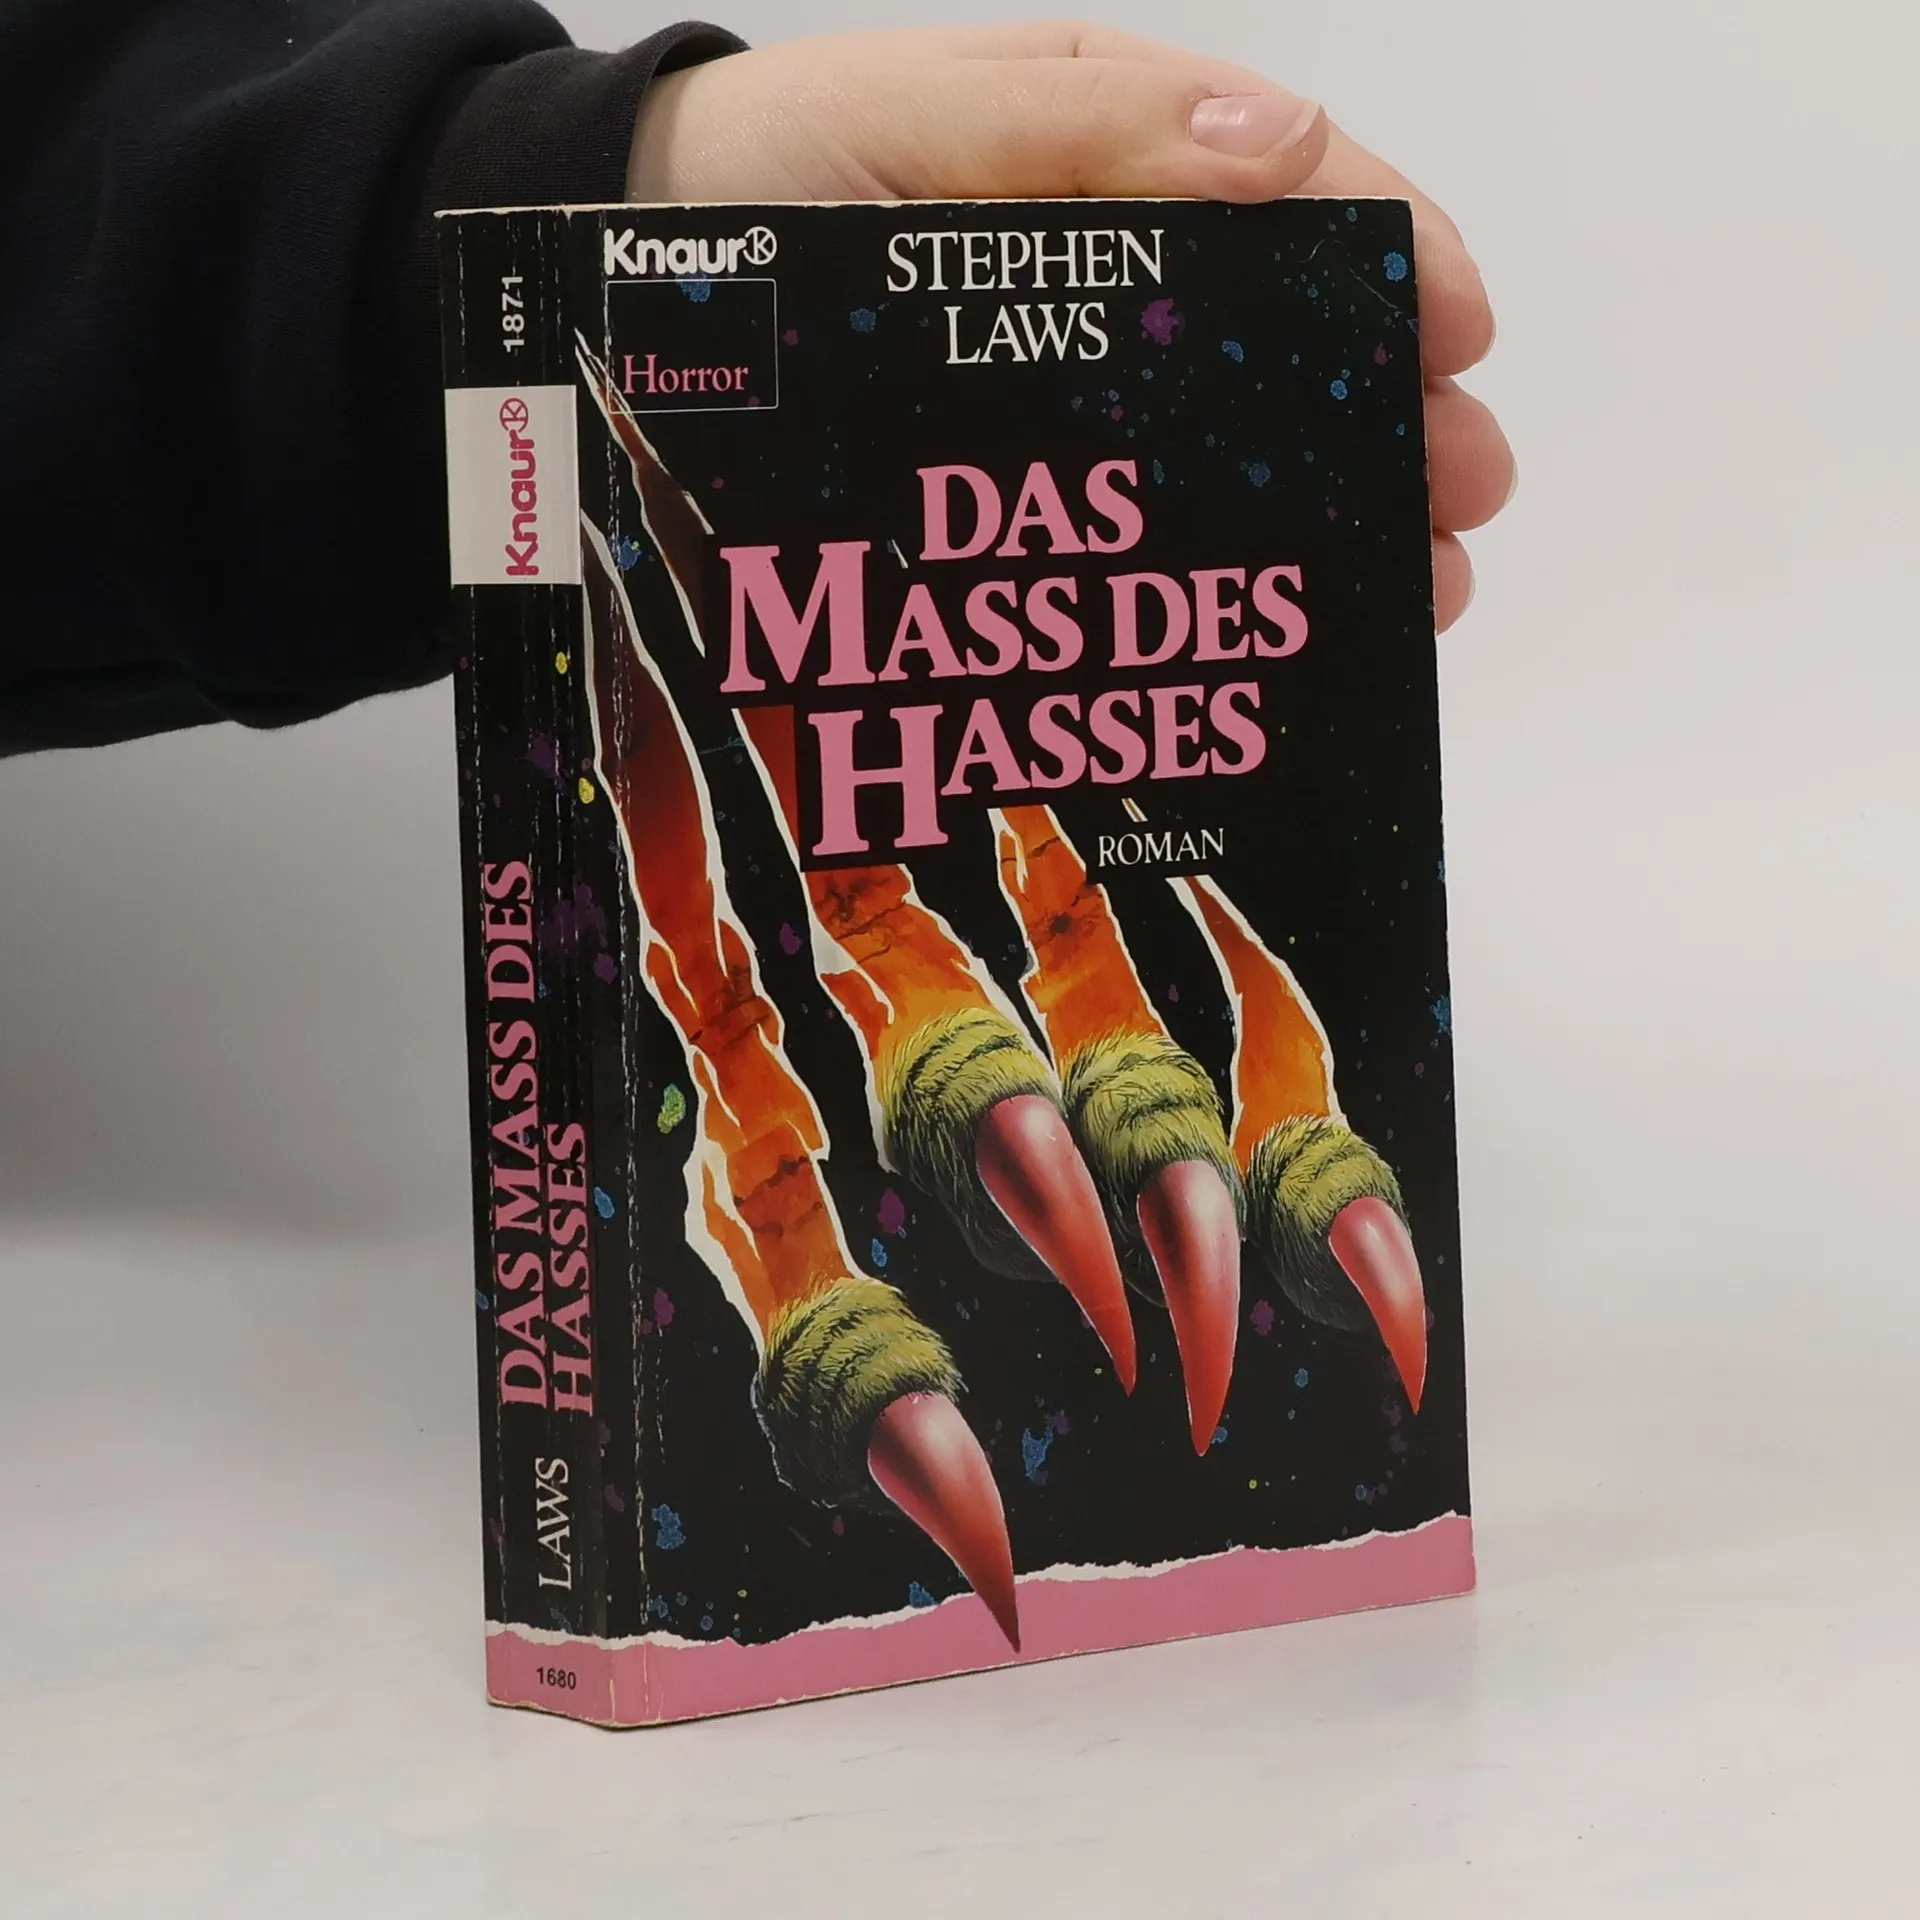 Knaur
Horror
STEPHEN
LAWS
DAS
MASS DES
HASSES
ROMAN
1871
Knaur
DAS MASS DES
HASSES
LAWS
1680